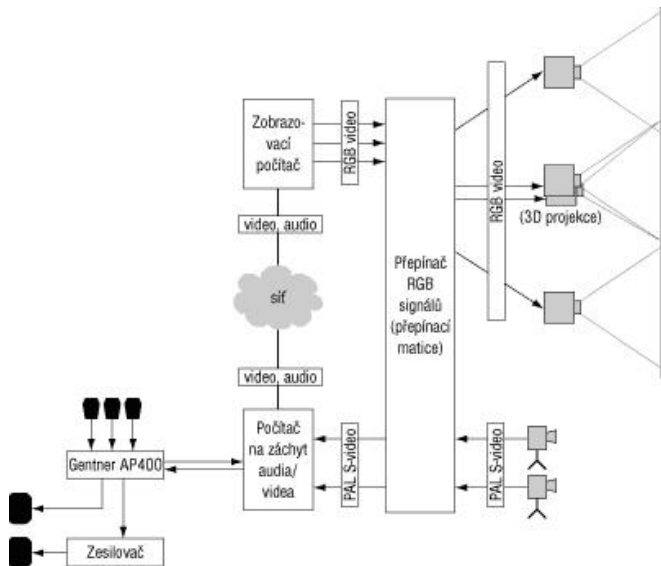 Zobrazo-
vací
počítač
RGB video
RGB video
(3D projekce)
video, audio
síť
Přepínač
RGB
signálů
(přepínací
matice)
video, audio
Počítač
na záchyt
audia/
videa
PAL S-video
PAL S-video
Gentner AP400
Zesilovač